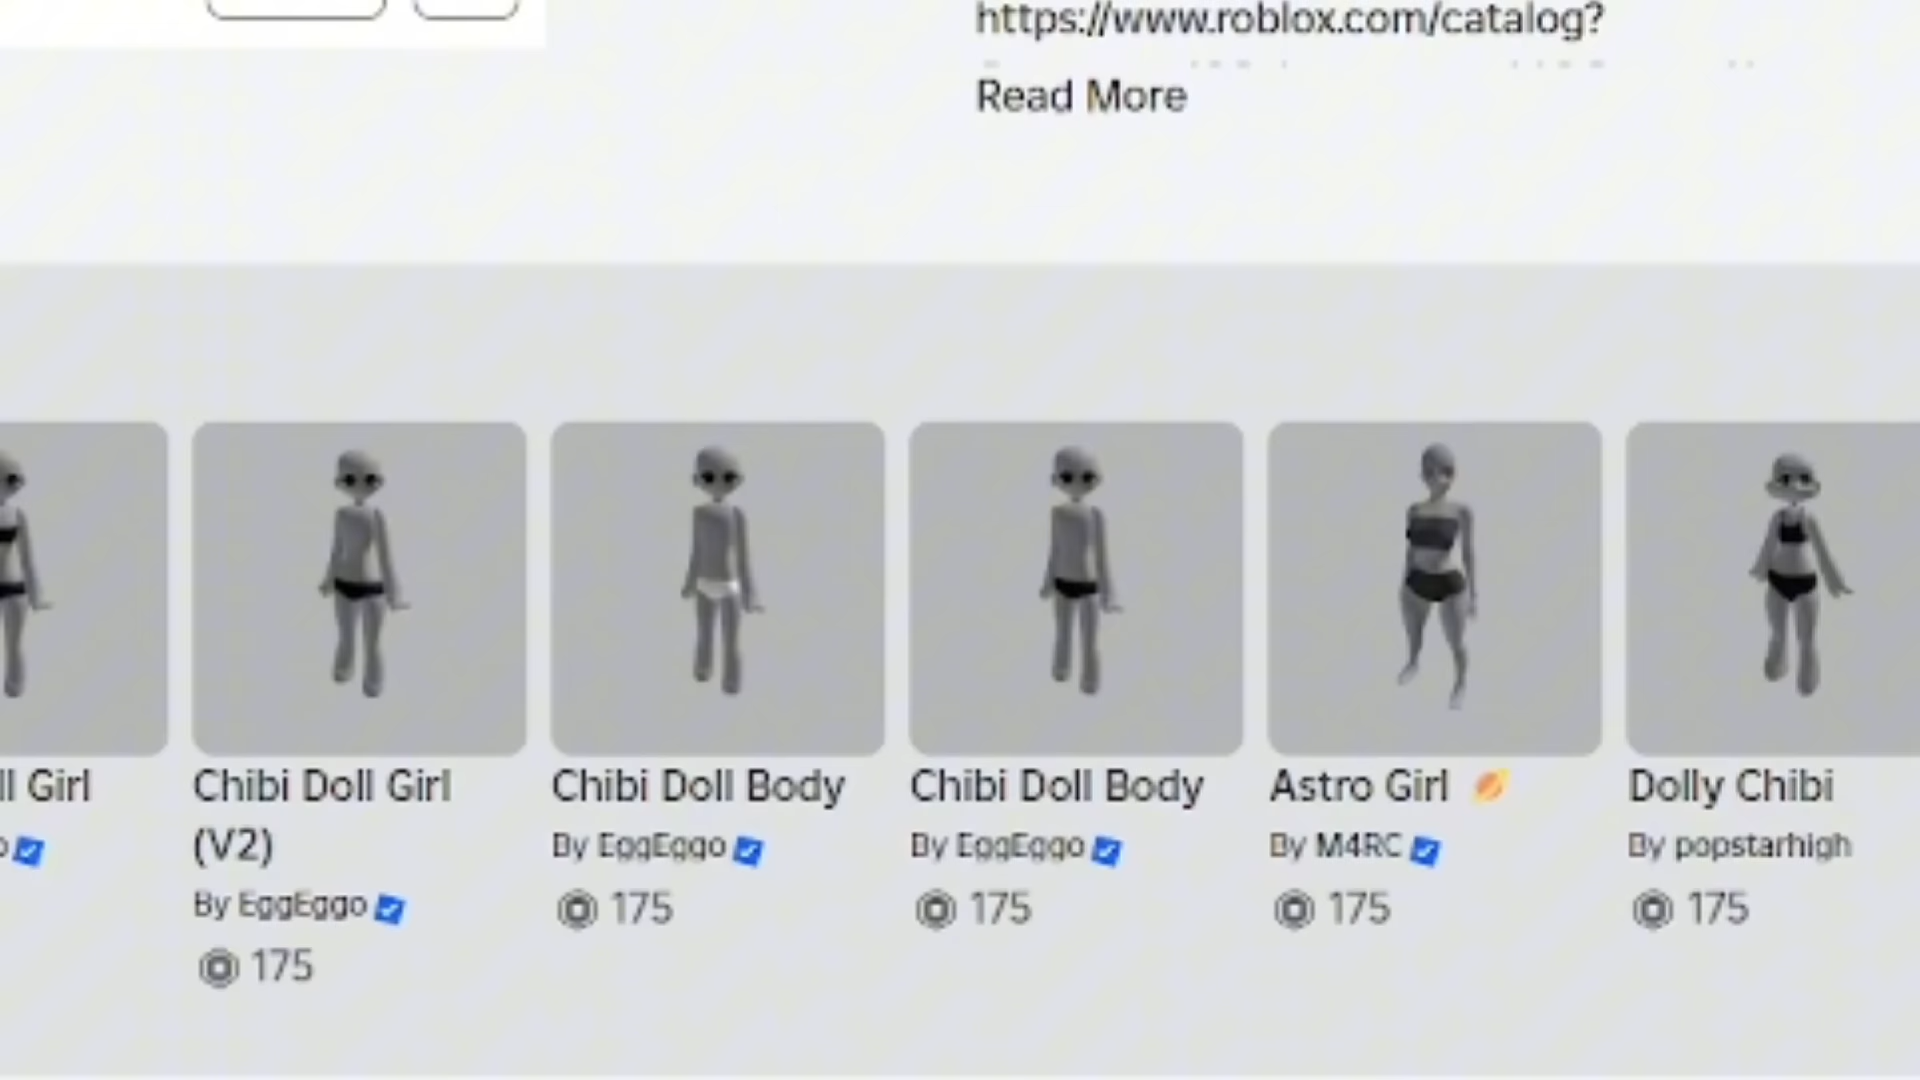 https://www.roblox.com/catalog?
Read More
ll Girl
Chibi Doll Girl
(V2)
By EggEggo
175
Chibi Doll Body
By EggEggo
175
Chibi Doll Body
By EggEggo
175
Astro Girl
By M4RC
175
Dolly Chibi
By popstarhigh
175